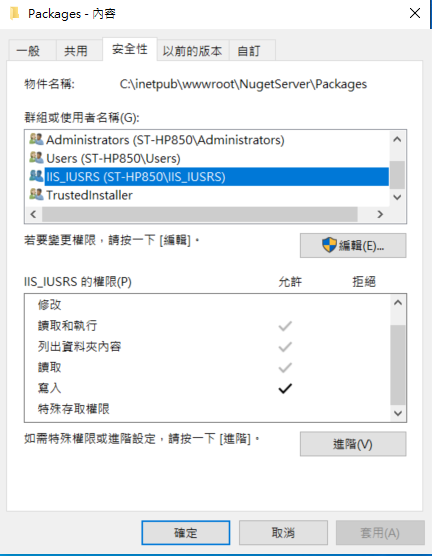 Packages - 內容
一般 共用 安全性 以前的版本 自訂
物件名稱: C:\inetpub\wwwroot\NugetServer\Packages
群組或使用者名稱(G):
Administrators (ST-HP850\Administrators)
Users (ST-HP850\Users)
IIS_IUSRS (ST-HP850\IIS_IUSRS)
TrustedInstaller
若要變更權限，請按一下 [編輯]。
編輯(E)...
IIS_IUSRS 的權限(P) 允許 拒絕
修改
讀取和執行
列出資料夾內容
讀取
寫入
特殊存取權限
如需特殊權限或進階設定，請按一下 [進階]。
進階(V)
確定 取消 套用(A)